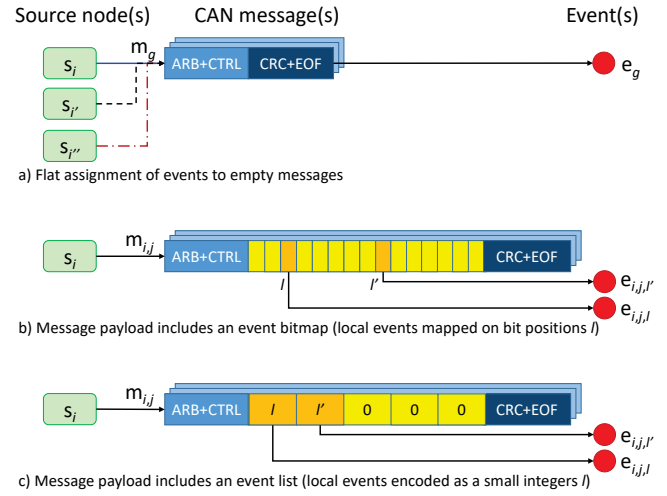 Source node(s) CAN message(s) Event(s)
m_g
s_i ARB+CTRL CRC+EOF e_g
s_i'
s_i''
a) Flat assignment of events to empty messages
m_i,j
s_i ARB+CTRL CRC+EOF
l l' e_i,j,l'
e_i,j,l
b) Message payload includes an event bitmap (local events mapped on bit positions l)
m_i,j
s_i ARB+CTRL l l' 0 0 0 CRC+EOF
e_i,j,l'
e_i,j,l
c) Message payload includes an event list (local events encoded as a small integers l)